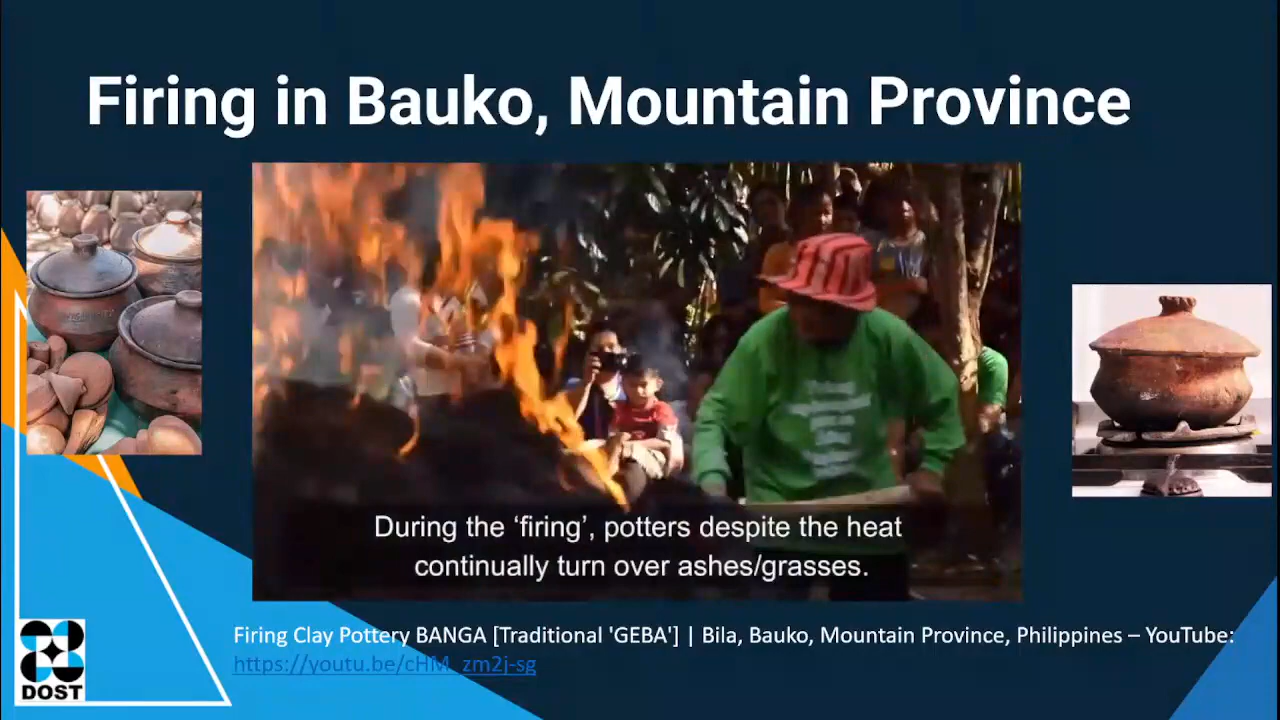 Firing in Bauko, Mountain Province
During the ‘firing’, potters despite the heat
continually turn over ashes/grasses.
Firing Clay Pottery BANGA [Traditional 'GEBA'] | Bila, Bauko, Mountain Province, Philippines – YouTube:
https://youtu.be/cHM_zm2j-sg
DOST